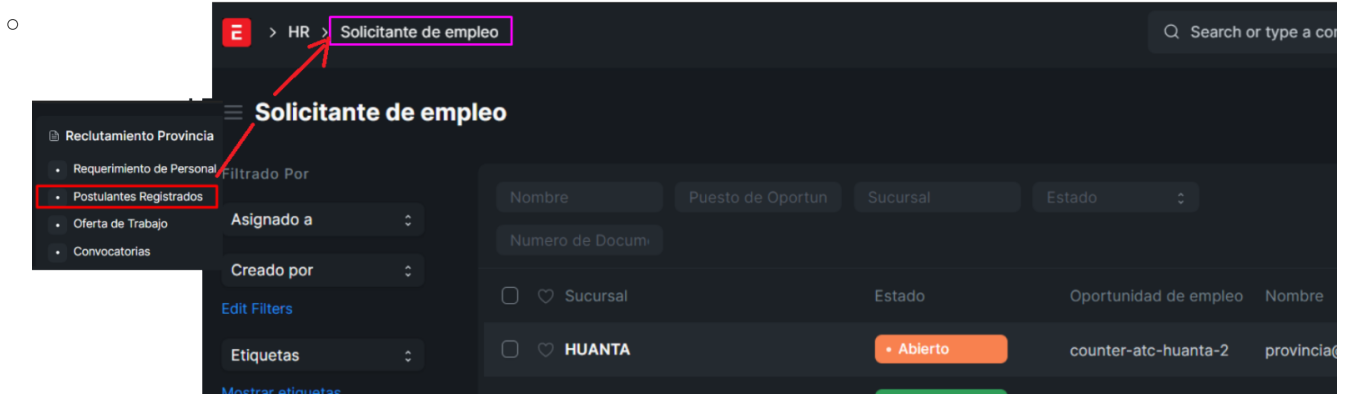 E > HR > Solicitante de empleo
Search or type a
Solicitante de empleo
Reclutamiento Provincia
Requerimiento de Personal
Postulantes Registrados
Oferta de Trabajo
Convocatorias
Filtrado Por
Asignado a
Creado por
Edit Filters
Etiquetas
Mostrar etiquetas
Nombre Puesto de Oportun Sucursal Estado
Numero de Docum
Sucursal Estado Oportunidad de empleo Nombre
HUANTA • Abierto counter-atc-huanta-2 provincia@